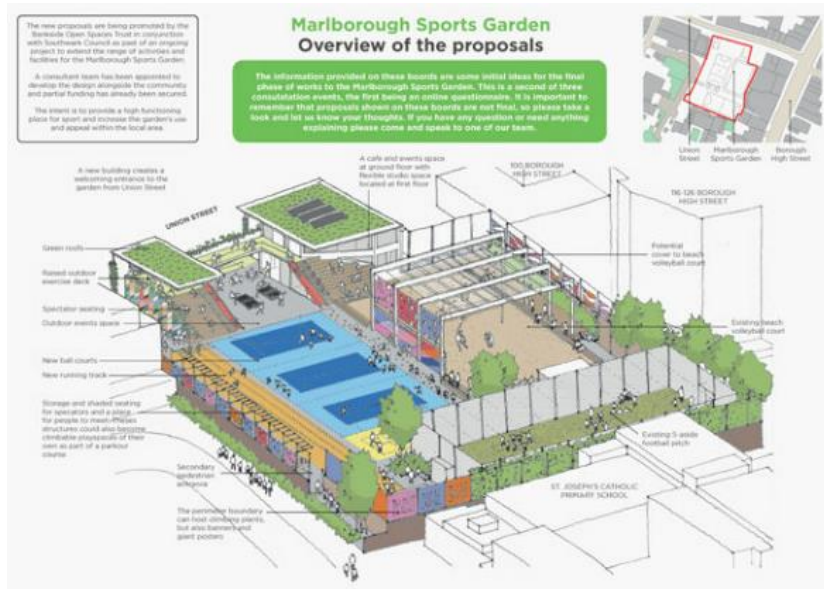 Marlborough Sports Garden
Overview of the proposals
The new proposals are being promoted by the
Bankside Open Spaces Trust in conjunction
with Southwark Council as part of an ongoing
project to extend the range of activities and
facilities for the Marlborough Sports Garden.
A consultant team has been appointed to
develop the design alongside the community
and partial funding has already been secured.
The intent is to provide a high functioning
place for sport and increase the garden's use
and appeal within the local area.
The information provided on these boards are some initial ideas for the final
phase of works to the Marlborough Sports Garden. This is a second of three
consulatation events, the first being an online questionnaire. It is important to
remember that proposals shown on these boards are not final, so please take a
look and let us know your thoughts. If you have any question or need anything
explaining please come and speak to one of our team.
Union
Street
Marlborough
Sports Garden
Borough
High Street
A new building creates a
welcoming entrance to the
garden from Union Street
A cafe and events space
at ground floor with
flexible studio space
located at first floor
100 BOROUGH
HIGH STREET
116-126 BOROUGH
HIGH STREET
UNION STREET
Green roofs
Raised outdoor
exercise deck
Spectator seating
Outdoor events space
New ball courts
New running track
Storage and shaded seating
for spectators and a place
for people to meet. These
structures could also become
climbable playspaces of their
own as part of a parkour
course
Secondary
pedestrian
entrance
The perimeter boundary
can host climbing plants,
but also banners and
giant posters
Potential
cover to beach
volleyball court
Existing beach
volleyball court
Existing 5-aside
football pitch
ST. JOSEPH'S CATHOLIC
PRIMARY SCHOOL